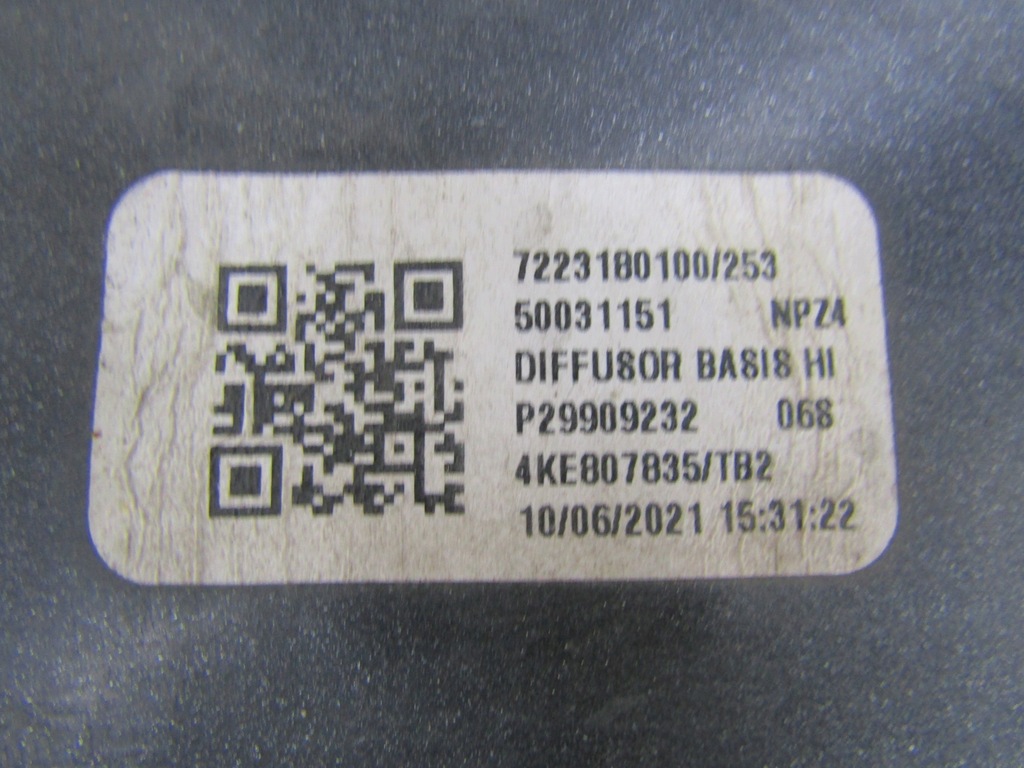 7223180100/253
50031151 NPZ4
DIFFUSOR BASIS HI
P29909232 068
4KE807835/TB2
10/06/2021 15:31:22